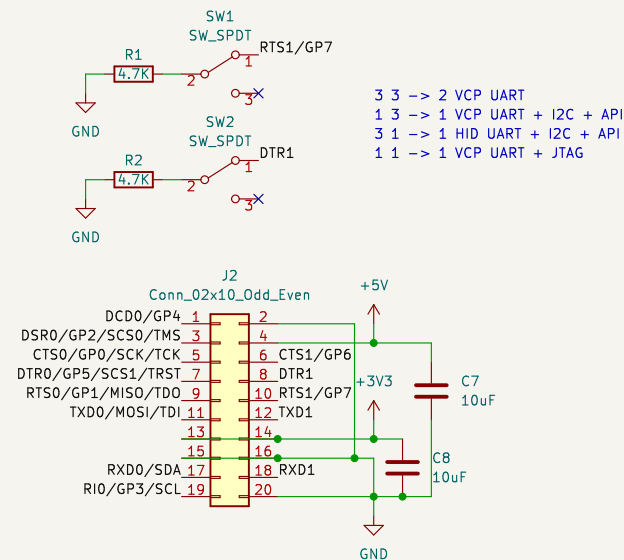 SW1
SW_SPDT
RTS1/GP7
R1
1
4.7K
2
3
GND
SW2
SW_SPDT
DTR1
R2
1
4.7K
2
3
GND
3 3 -> 2 VCP UART
1 3 -> 1 VCP UART + I2C + API
3 1 -> 1 HID UART + I2C + API
1 1 -> 1 VCP UART + JTAG
J2
Conn_02x10_Odd_Even
+5V
DCD0/GP4 1 2
DSR0/GP2/SCS0/TMS 3 4
CTS0/GP0/SCK/TCK 5 6 CTS1/GP6
DTR0/GP5/SCS1/TRST 7 8 DTR1
+3V3
RTS0/GP1/MISO/TDO 9 10 RTS1/GP7
TXD0/MOSI/TDI 11 12 TXD1
13 14
15 16
RXD0/SDA 17 18 RXD1
RI0/GP3/SCL 19 20
C7
10uF
C8
10uF
GND